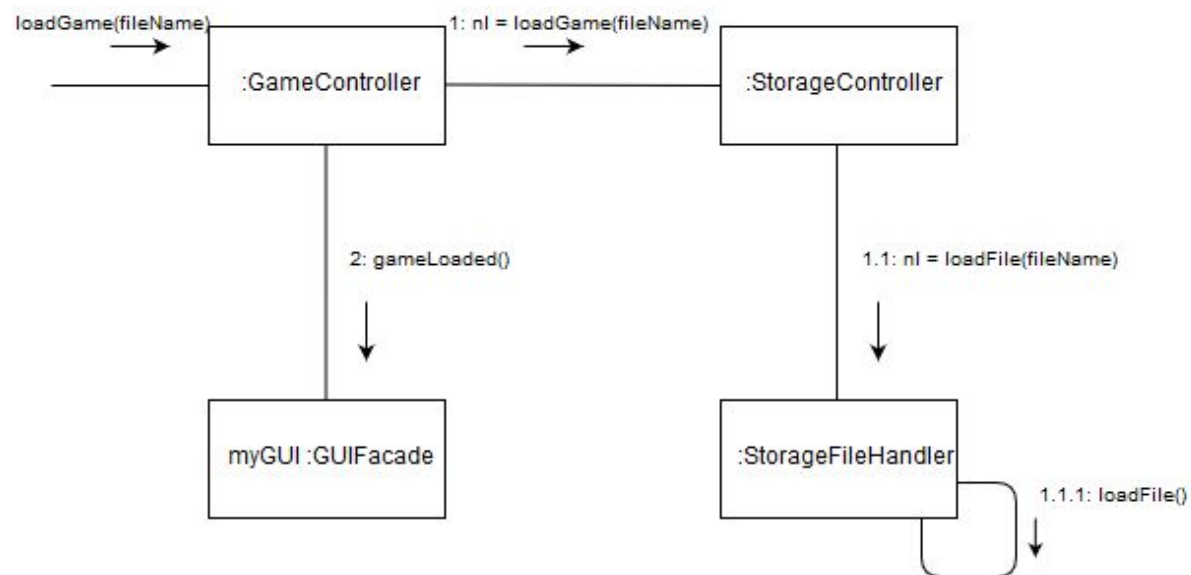 loadGame(fileName)
1: nl = loadGame(fileName)
:GameController
:StorageController
2: gameLoaded()
1.1: nl = loadFile(fileName)
myGUI :GUIFacade
:StorageFileHandler
1.1.1: loadFile()